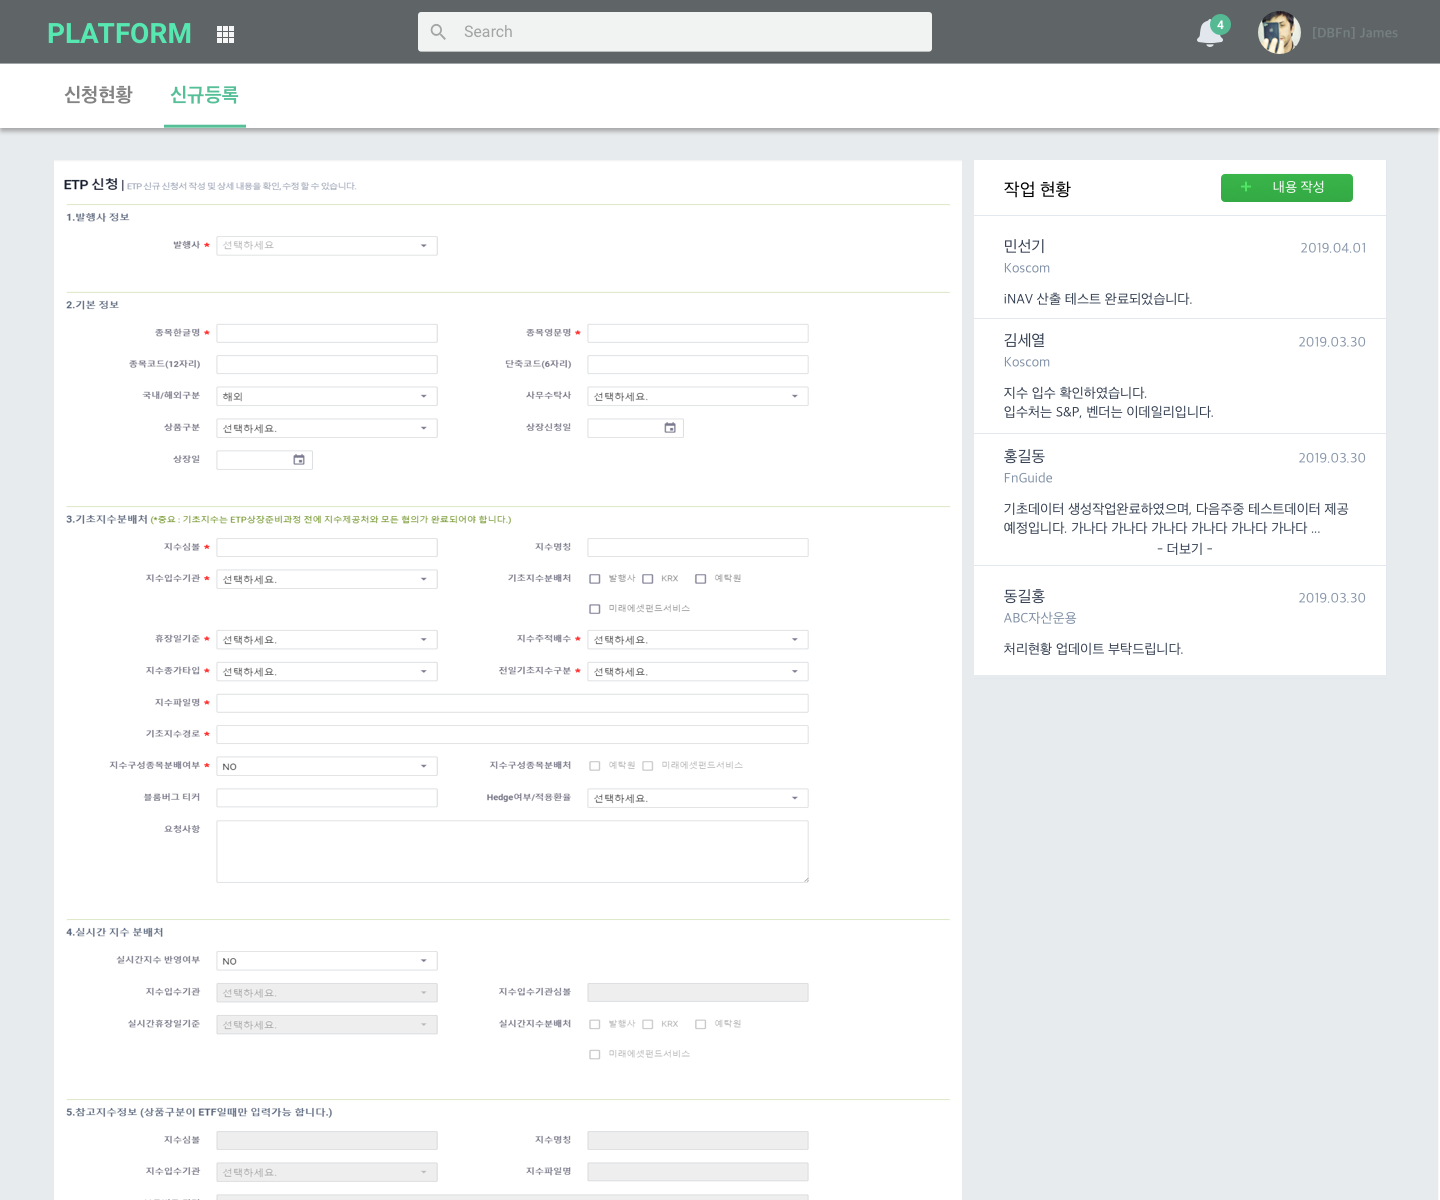 PLATFORM
Search
4
[DBFn] James
신청현황 신규등록
ETP 신청 | ETP 신규 신청서 작성 및 상세 내용을 확인, 수정 할 수 있습니다.
1.발행사 정보
발행사 * 선택하세요
2.기본 정보
종목한글명 * 종목영문명 *
종목코드(12자리) 단축코드(6자리)
국내/해외구분 해외 사무수탁사 선택하세요.
상품구분 선택하세요. 상장신청일
상장일
3.기초지수분배처 (*중요 : 기초지수는 ETP상장준비과정 전에 지수제공처와 모든 협의가 완료되어야 합니다.)
지수심볼 * 지수명칭
지수입수기관 * 선택하세요. 기초지수분배처 발행사 KRX 예탁원
미래에셋펀드서비스
휴장일기준 * 선택하세요. 지수추적배수 * 선택하세요.
지수종가타입 * 선택하세요. 전일기초지수구분 * 선택하세요.
지수파일명 *
기초지수경로 *
지수구성종목분배여부 * NO 지수구성종목분배처 예탁원 미래에셋펀드서비스
블룸버그 티커 Hedge여부/적용환율 선택하세요.
요청사항
4.실시간 지수 분배처
실시간지수 반영여부 NO
지수입수기관 선택하세요. 지수입수기관심볼
실시간휴장일기준 선택하세요. 실시간지수분배처 발행사 KRX 예탁원
미래에셋펀드서비스
5.참고지수정보 (상품구분이 ETF일때만 입력가능 합니다.)
지수심볼 지수명칭
지수입수기관 선택하세요. 지수파일명
작업 현황 + 내용 작성
민선기 2019.04.01
Koscom
iNAV 산출 테스트 완료되었습니다.
김세열 2019.03.30
Koscom
지수 입수 확인하였습니다.
입수처는 S&P, 벤더는 이데일리입니다.
홍길동 2019.03.30
FnGuide
기초데이터 생성작업완료하였으며, 다음주중 테스트데이터 제공
예정입니다. 가나다 가나다 가나다 가나다 가나다 가나다 ...
- 더보기 -
동길홍 2019.03.30
ABC자산운용
처리현황 업데이트 부탁드립니다.